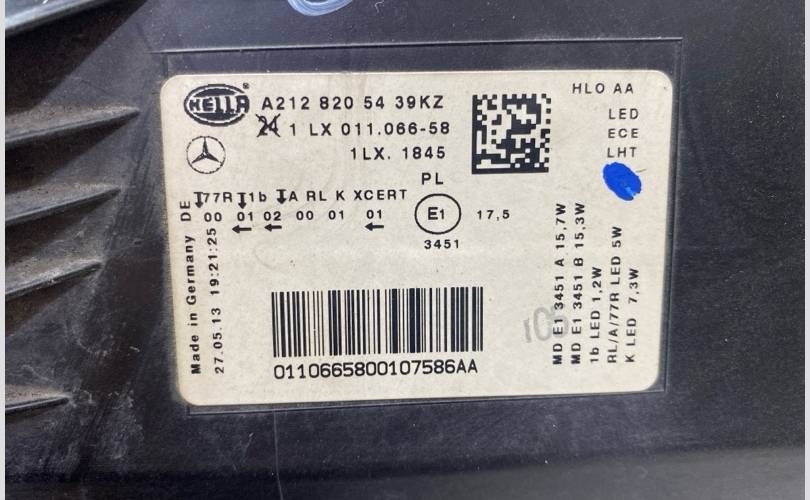 HELLA
A212 820 54 39KZ
24 1 LX 011.066-58
1LX. 1845
PL
77R 1b A RL K XCERT
00 01 02 00 01 01
E1
17,5
3451
HLO AA
LED
ECE
LHT
Made in Germany DE
27.05.13 19:21:25
0110665800107586AA
105
MD E1 3451 A 15,7W
MD E1 3451 B 15,3W
1b LED 1,2W
RL/A/77R LED 5W
K LED 7,3W